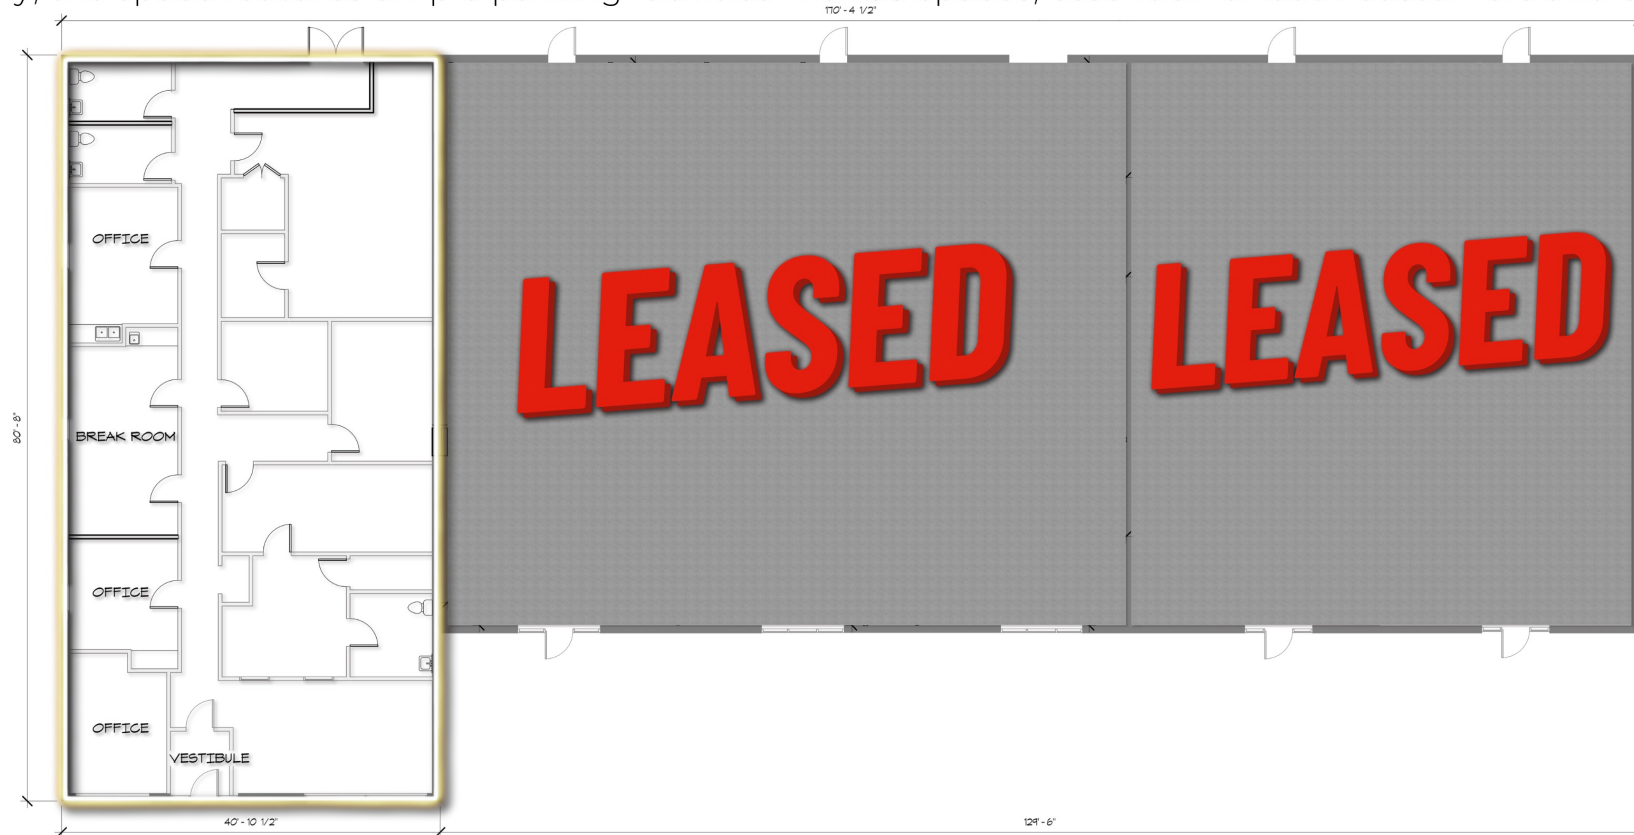 170'-4 1/2"
OFFICE
LEASED
LEASED
80'-8"
BREAK ROOM
OFFICE
OFFICE
VESTIBULE
40'-10 1/2"
129'-6"